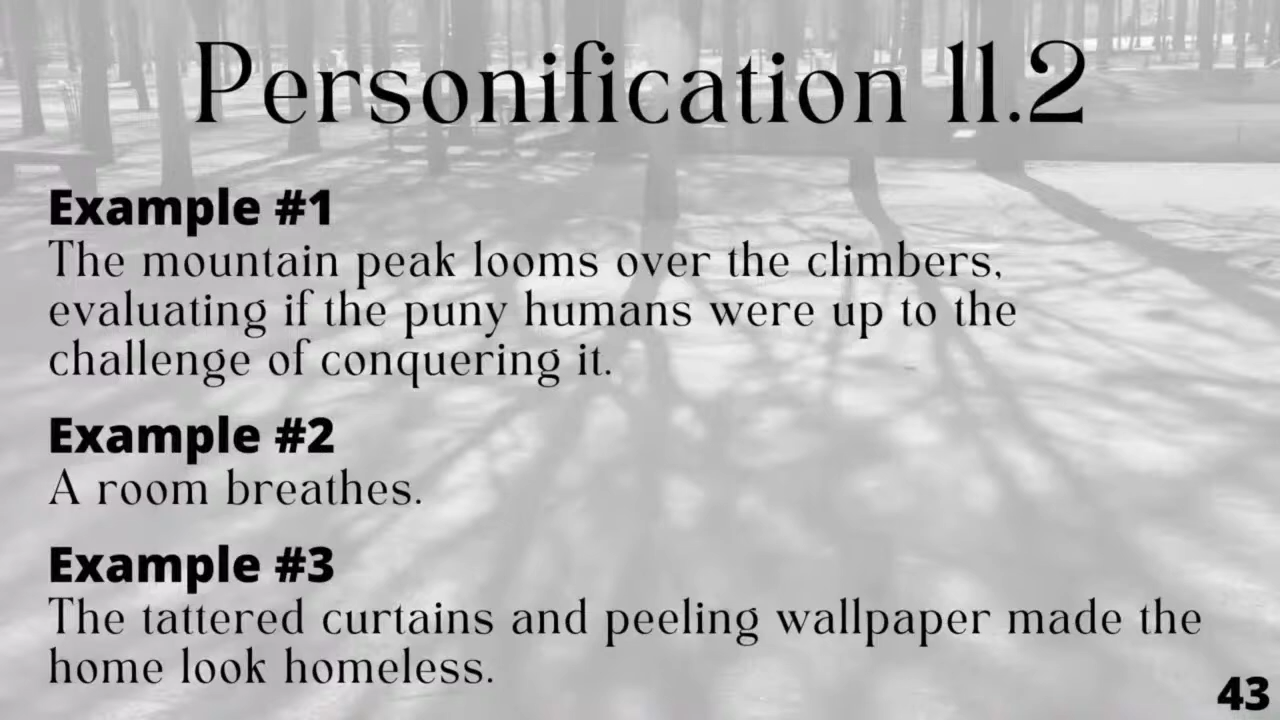 Personification 11.2
Example #1
The mountain peak looms over the climbers,
evaluating if the puny humans were up to the
challenge of conquering it.
Example #2
A room breathes.
Example #3
The tattered curtains and peeling wallpaper made the
home look homeless.
43